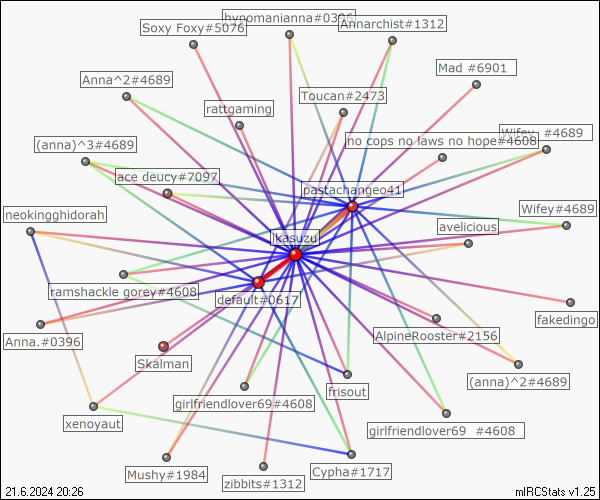 hypnomanianna#0396
Annarchist#1312
Soxy Foxy#5076
Mad #6901
Anna^2#4689
Toucan#2473
rattgaming
Wifey #4689
(anna)^3#4689
no cops no laws no hope#4608
ace deucy#7097
pastachangeo41
neokingghidorah
Wifey#4689
avelicious
ikasuzu
ramshackle gorey#4608
default#0617
fakedingo
Anna.#0396
AlpineRooster#2156
Skalman
(anna)^2#4689
frisout
girlfriendlover69#4608
xenoyaut
girlfriendlover69 #4608
Mushy#1984
Cypha#1717
zibbits#1312
21.6.2024 20:26
mIRCStats v1.25